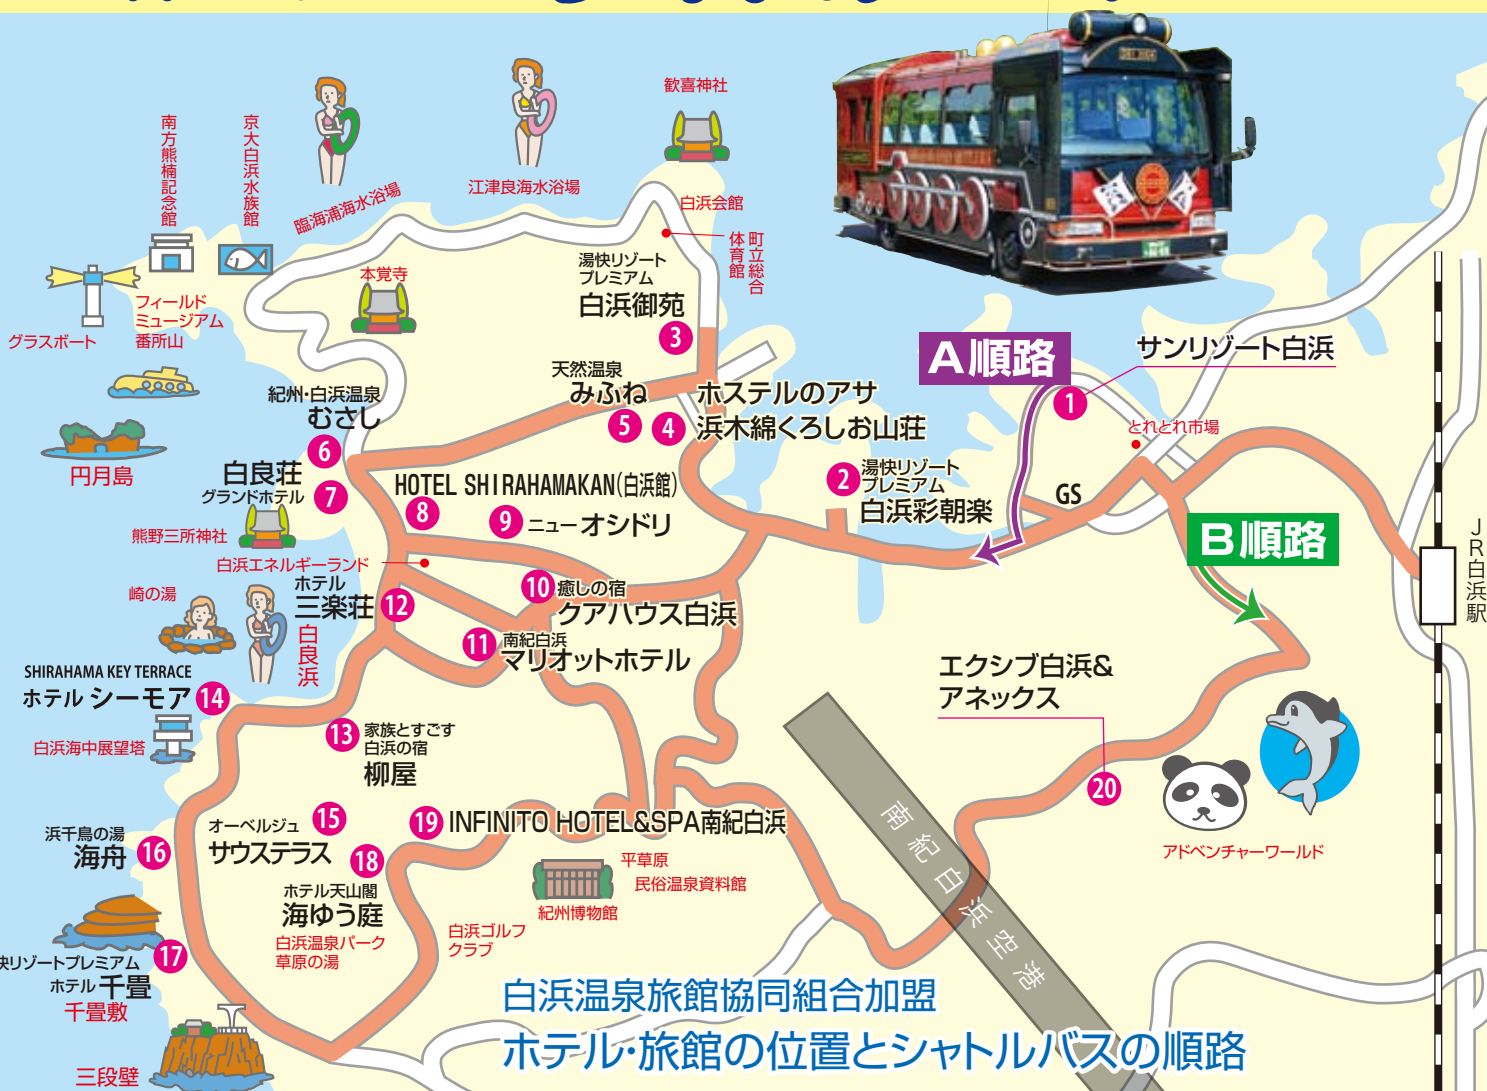 歓喜神社
南方熊楠記念館
京大白浜水族館
臨海浦海水浴場
江津良海水浴場
白浜会館
町立総合
体育館
本覚寺
湯快リゾート
プレミアム
白浜御苑
3
フィールド
ミュージアム
番所山
グラスボート
A順路
サンリゾート白浜
1
天然温泉
みふね
5
4
ホステルのアサ
浜木綿くろしお山荘
紀州・白浜温泉
むさし
6
とれとれ市場
円月島
白良荘
グランドホテル
7
HOTEL SHIRAHAMAKAN(白浜館)
8
9
ニューオシドリ
2
湯快リゾート
プレミアム
白浜彩朝楽
GS
B順路
JR白浜駅
熊野三所神社
白浜エネルギーランド
崎の湯
ホテル
三楽荘
12
白良浜
10
癒しの宿
クアハウス白浜
11
南紀白浜
マリオットホテル
SHIRAHAMA KEY TERRACE
ホテル シーモア
14
エクシブ白浜&
アネックス
20
白浜海中展望塔
13
家族とすごす
白浜の宿
柳屋
オーベルジュ
サウステラス
15
19
INFINITO HOTEL&SPA南紀白浜
南紀白浜空港
アドベンチャーワールド
浜千鳥の湯
海舟
16
18
ホテル天山閣
海ゆう庭
白浜温泉パーク
草原の湯
平草原
民俗温泉資料館
紀州博物館
白浜ゴルフ
クラブ
快リゾートプレミアム
ホテル千畳
17
千畳敷
三段壁
白浜温泉旅館協同組合加盟
ホテル・旅館の位置とシャトルバスの順路